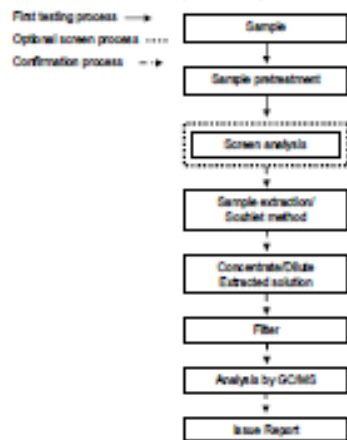 First testing process
Optional screen process
Confirmation process
Sample
Sample pretreatment
Screen analysis
Sample extraction/
Soxhlet method
Concentrate/Dilute
Extracted solution
Filter
Analysis by GC/MS
Issue Report